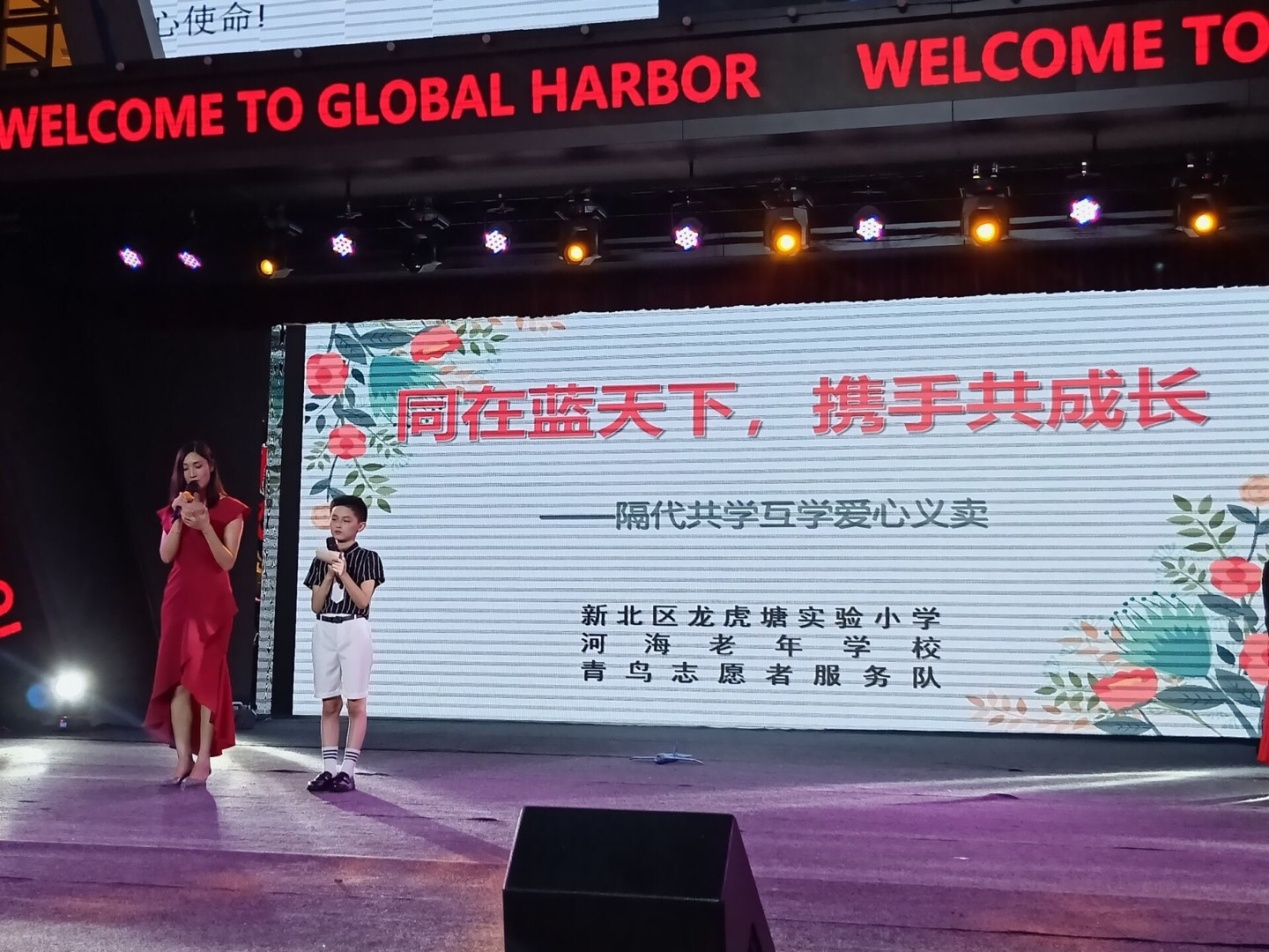 心使命!
WELCOME TO GLOBAL HARBOR WELCOME TO
同在蓝天下，携手共成长
——隔代共学互学爱心义卖
新北区龙虎塘实验小学
河海老年学校
青鸟志愿者服务队